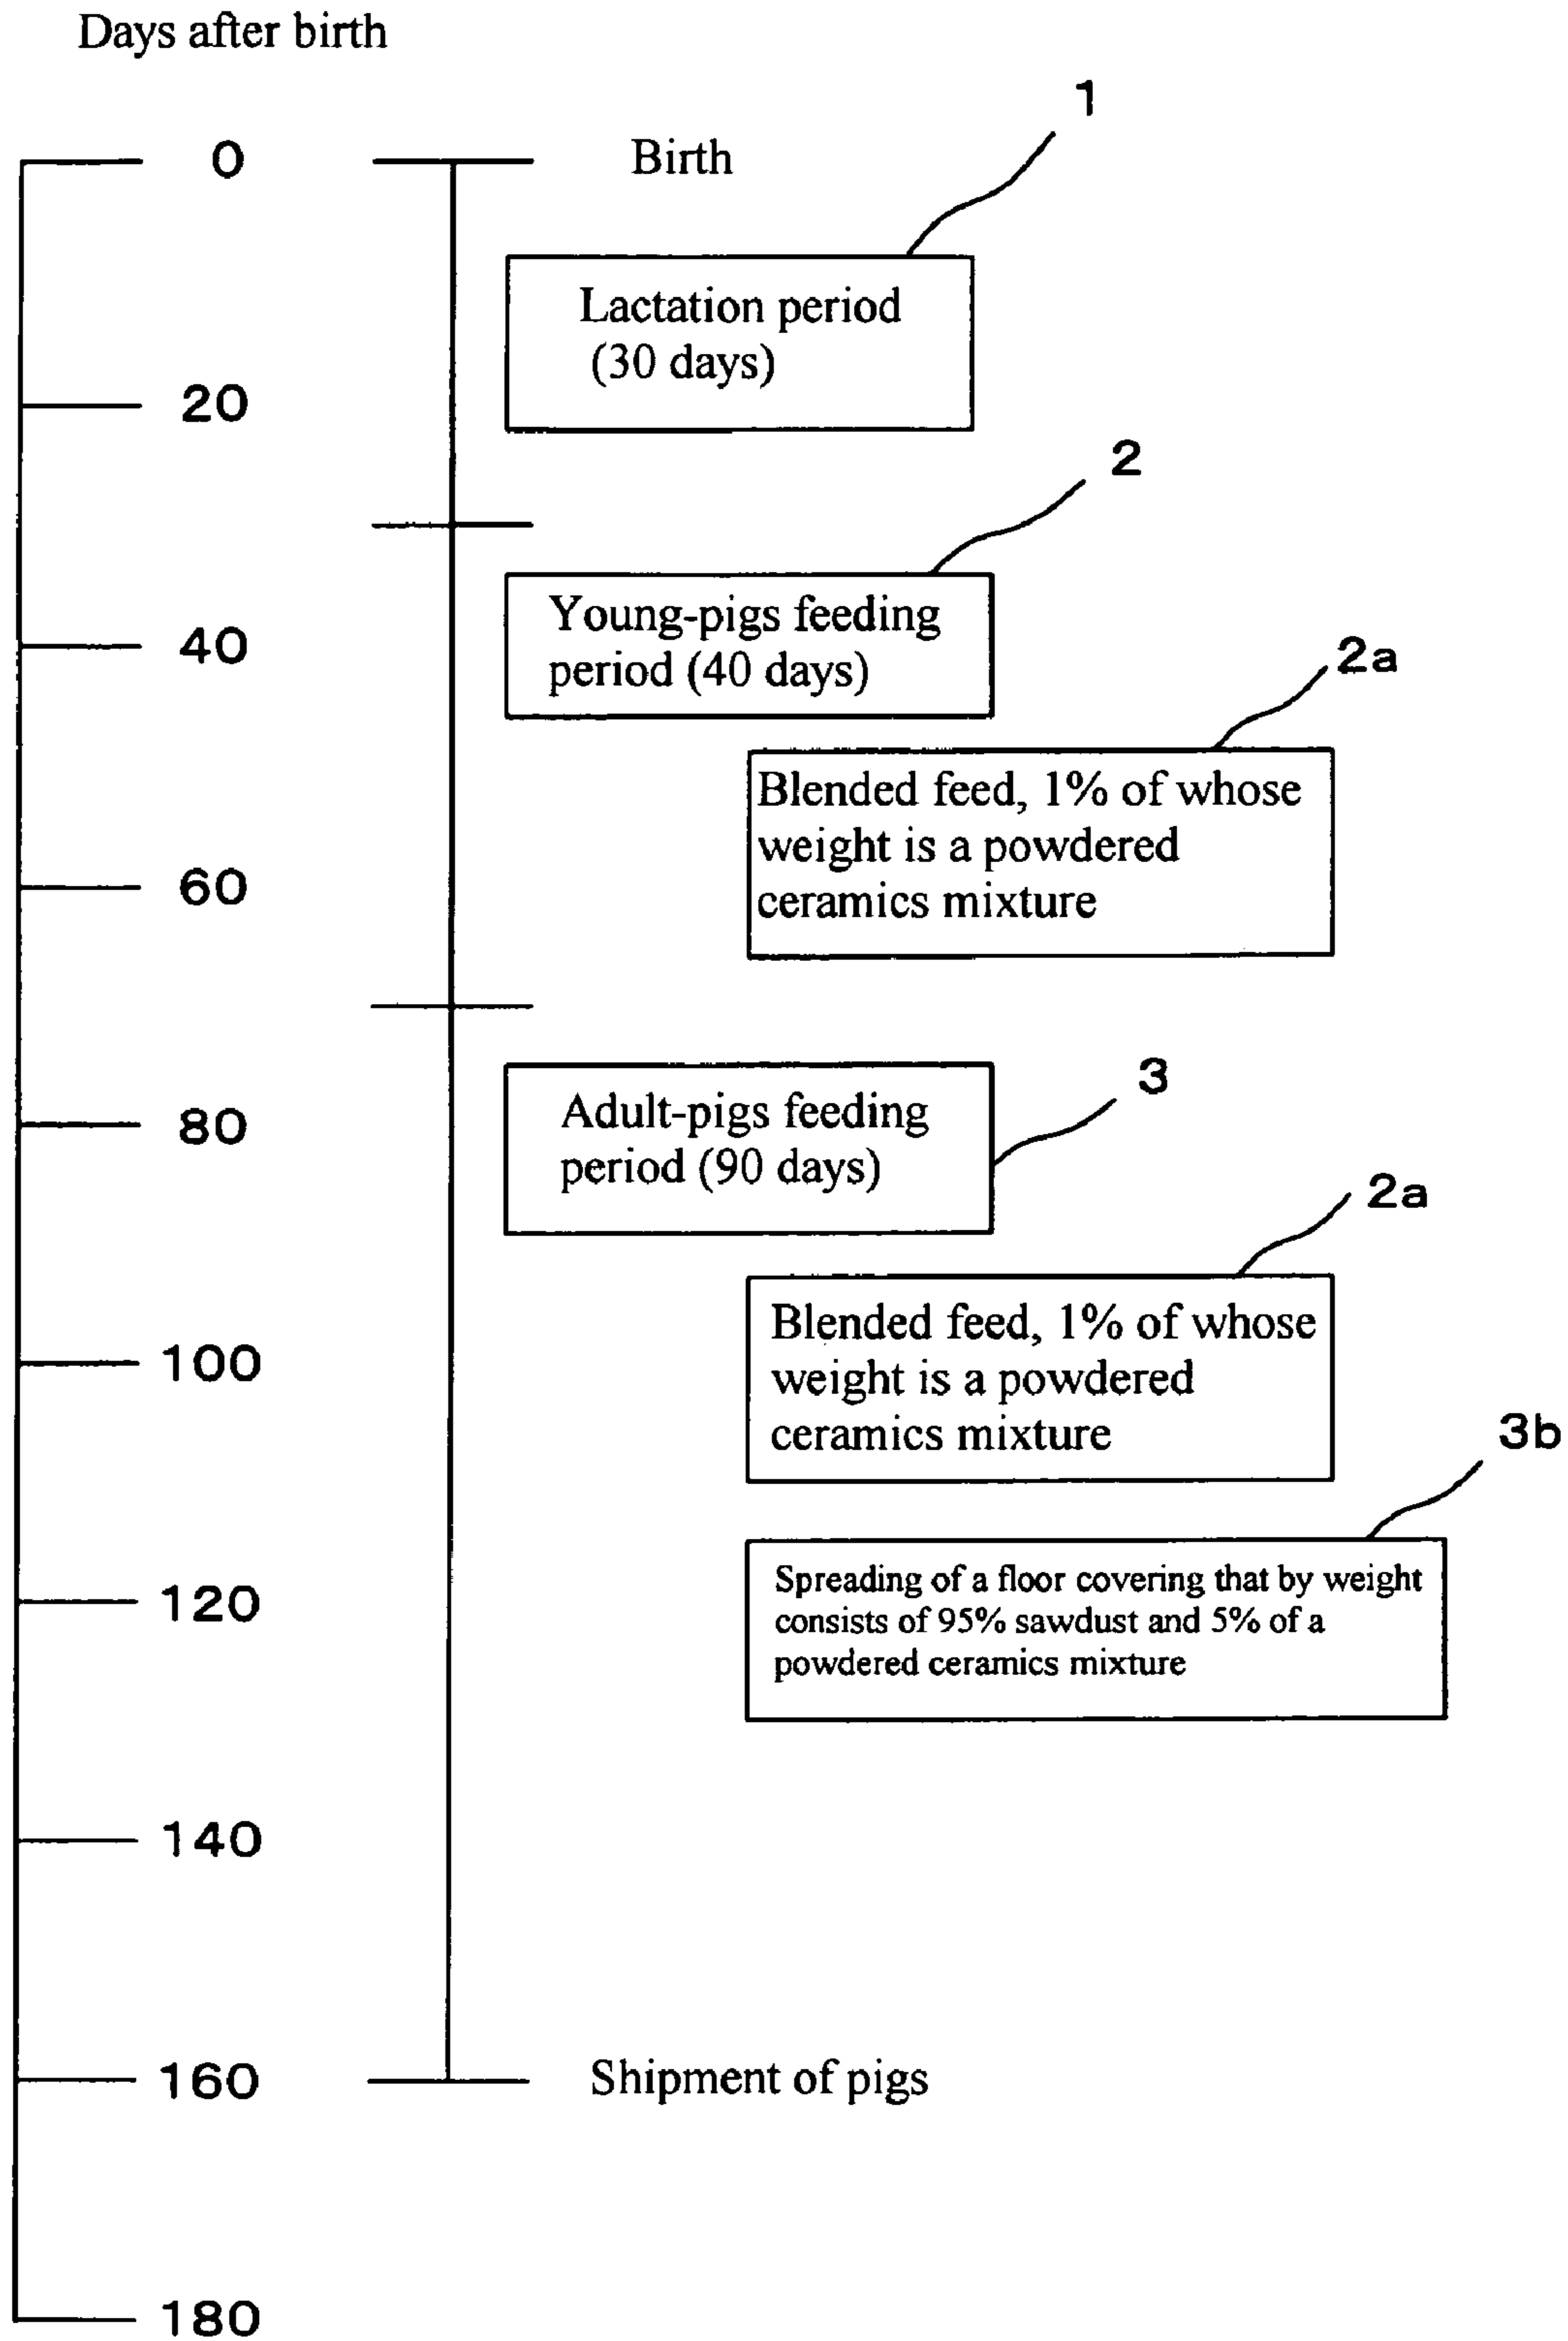 Days after birth
1
0
Birth
Lactation period
(30 days)
20
2
Young-pigs feeding
period (40 days)
40
2a
Blended feed, 1% of whose
weight is a powdered
ceramics mixture
60
3
Adult-pigs feeding
period (90 days)
80
2a
Blended feed, 1% of whose
weight is a powdered
ceramics mixture
100
3b
Spreading of a floor covering that by weight
consists of 95% sawdust and 5% of a
powdered ceramics mixture
120
140
160
Shipment of pigs
180